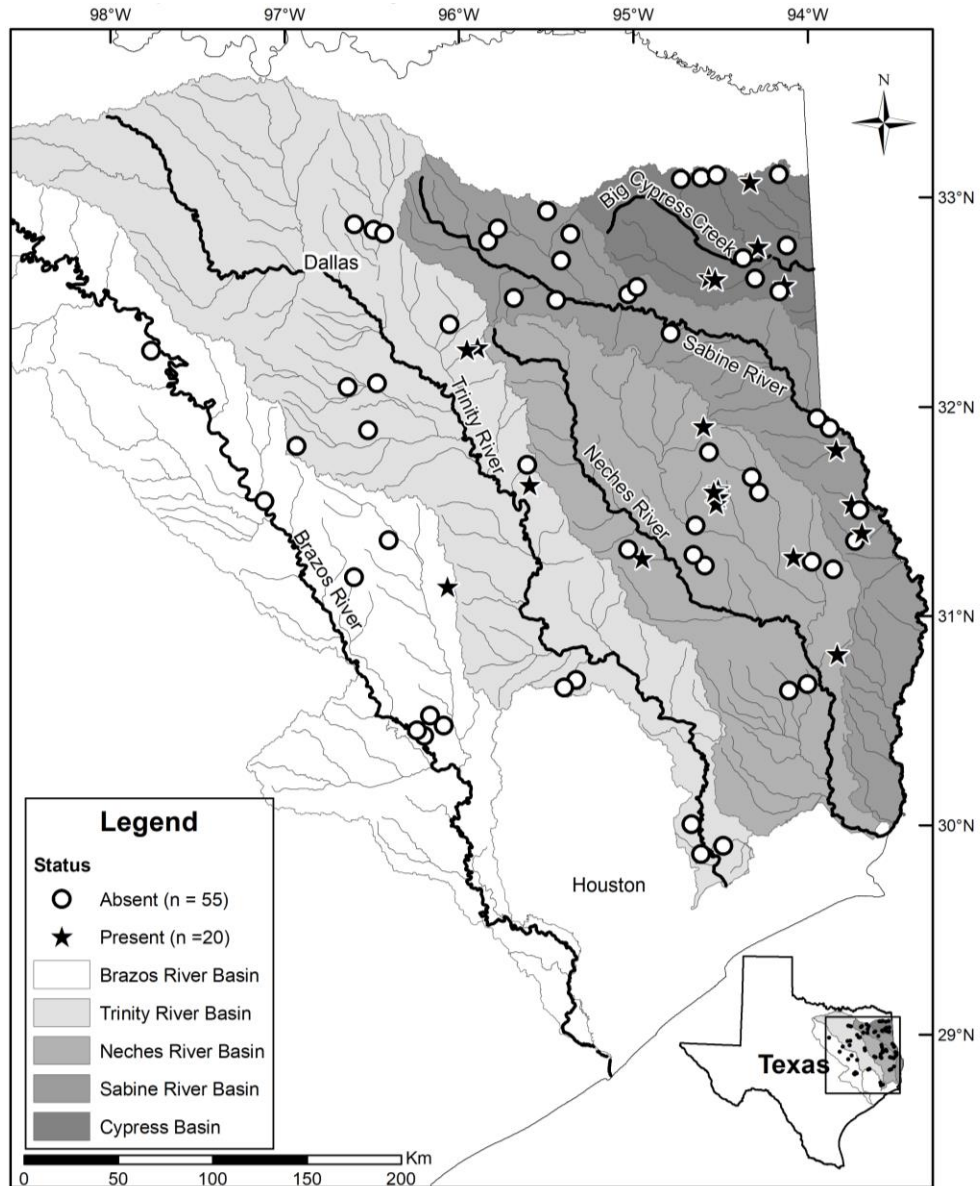 98°W 97°W 96°W 95°W 94°W
N
33°N
Big Cypress Creek
Dallas
Sabine River
32°N
Trinity River
Neches River
Brazos River
31°N
30°N
Houston
29°N
Legend
Status
Absent (n = 55)
Present (n =20)
Brazos River Basin
Trinity River Basin
Neches River Basin
Sabine River Basin
Cypress Basin
Texas
Km
0 50 100 150 200